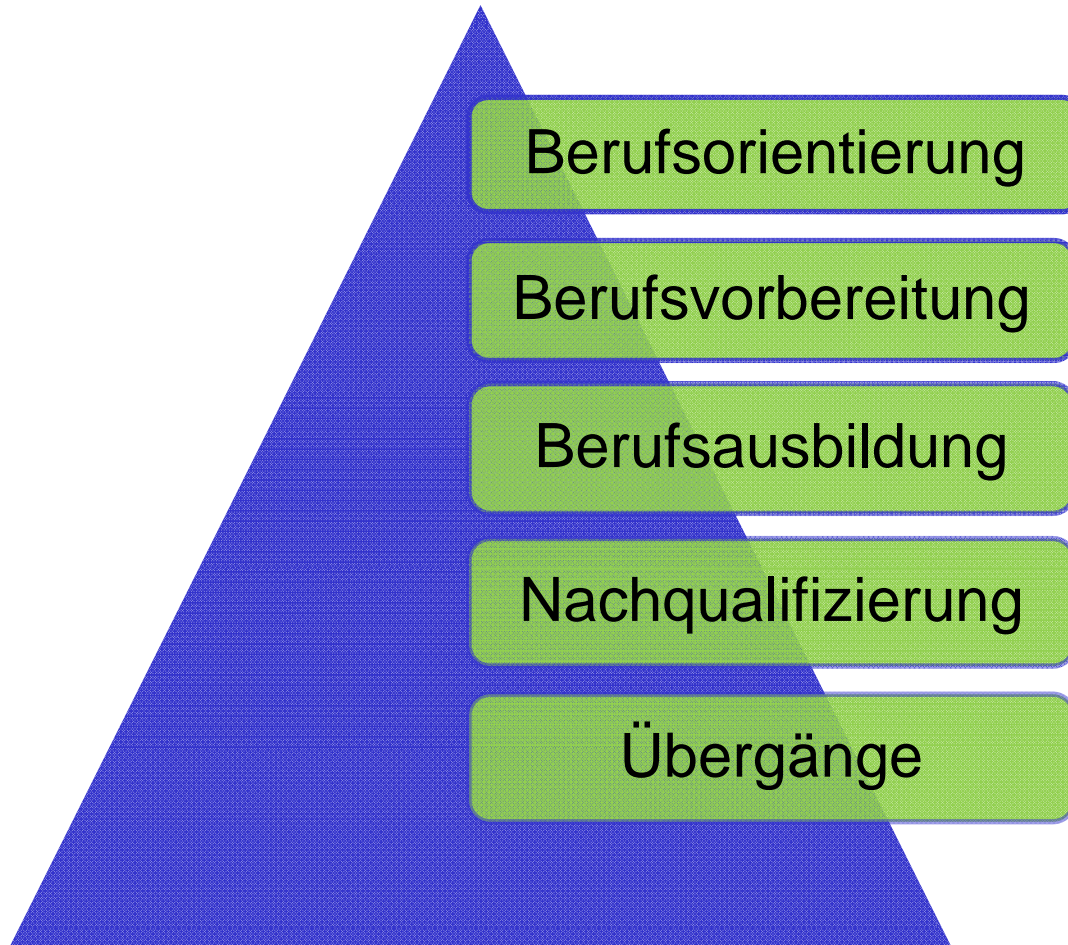 Berufsorientierung
Berufsvorbereitung
Berufsausbildung
Nachqualifizierung
Übergänge